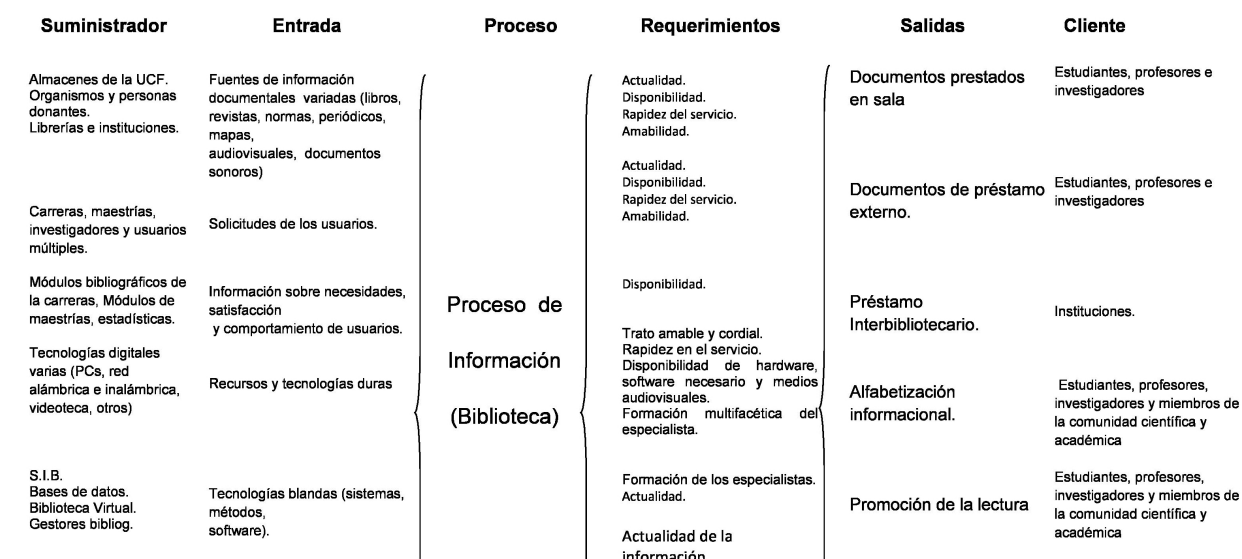 Suministrador
Entrada
Proceso
Requerimientos
Salidas
Cliente
Almacenes de la UCF.
Organismos y personas
donantes.
Librerías e instituciones.
Carreras, maestrías,
investigadores y usuarios
múltiples.
Módulos bibliográficos de
la carreras, Módulos de
maestrías, estadísticas.
Tecnologías digitales
varias (PCs, red
alámbrica e inalámbrica,
videoteca, otros)
S.I.B.
Bases de datos.
Biblioteca Virtual.
Gestores bibliog.
Fuentes de información
documentales variadas (libros,
revistas, normas, periódicos,
mapas,
audiovisuales, documentos
sonoros)
Solicitudes de los usuarios.
Información sobre necesidades,
satisfacción
y comportamiento de usuarios.
Recursos y tecnologías duras
Tecnologías blandas (sistemas,
métodos,
software).
Proceso de
Información
(Biblioteca)
Actualidad.
Disponibilidad.
Rapidez del servicio.
Amabilidad.
Actualidad.
Disponibilidad.
Rapidez del servicio.
Amabilidad.
Disponibilidad.
Trato amable y cordial.
Rapidez en el servicio.
Disponibilidad de hardware,
software necesario y medios
audiovisuales.
Formación multifacética del
especialista.
Formación de los especialistas.
Actualidad.
Actualidad de la
información
Documentos prestados
en sala
Documentos de préstamo
externo.
Préstamo
Interbibliotecario.
Alfabetización
informacional.
Promoción de la lectura
Estudiantes, profesores e
investigadores
Estudiantes, profesores e
investigadores
Instituciones.
Estudiantes, profesores,
investigadores y miembros de
la comunidad científica y
académica
Estudiantes, profesores,
investigadores y miembros de
la comunidad científica y
académica